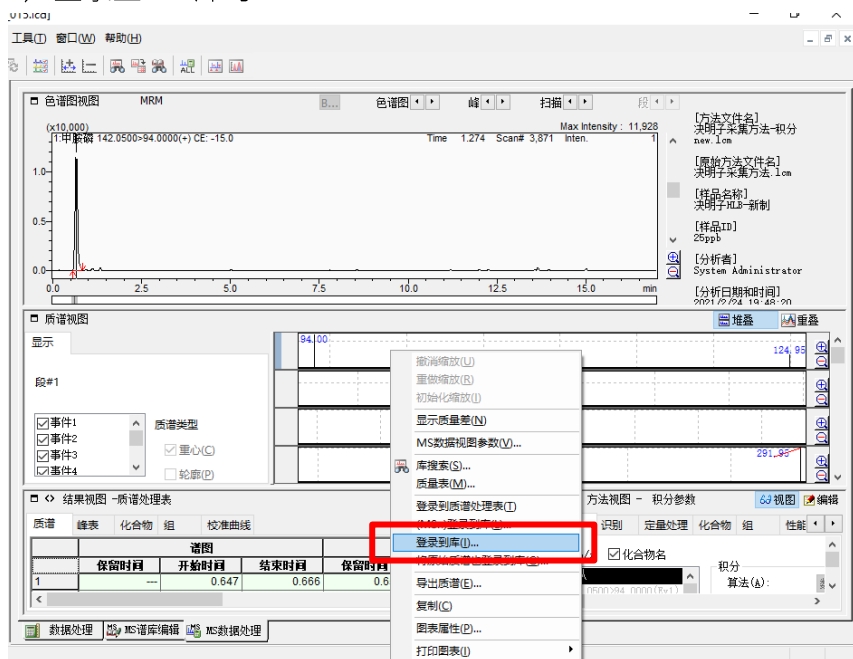 工具(T) 窗口(W) 帮助(H)
ALL
色谱图视图 MRM B... 色谱图 峰 扫描 段
(x10,000) Max Intensity : 11,928
1:甲胺磷 142.0500>94.0000(+) CE: -15.0 Time 1.274 Scan# 3,871 Inten. 1
1.0
0.5
0.0
0.0 2.5 5.0 7.5 10.0 12.5 15.0 min
[方法文件名]
决明子采集方法-积分
new.lcm
[原始方法文件名]
决明子采集方法.lcm
[样品名称]
决明子HLB-新制
[样品ID]
25ppb
[分析者]
System Administrator
[分析日期和时间]
2021/2/24 19:48:20
质谱视图 堆叠 重叠
显示
段#1
事件1
事件2
事件3
事件4
质谱类型
重心(C)
轮廓(P)
94.00
124.95
291.95
撤消缩放(U)
重做缩放(R)
初始化缩放(I)
显示质量差(N)
MS数据视图参数(V)...
库搜索(S)...
质量表(M)...
登录到质谱处理表(T)
登录到库(I)...
导出质谱(E)...
复制(C)
图表属性(P)...
打印图表(I)
结果视图 -质谱处理表
质谱 峰表 化合物 组 校准曲线
谱图
保留时间 开始时间 结束时间 保留时间
1 --- 0.647 0.666 0.6
方法视图 - 积分参数 视图 编辑
识别 定量处理 化合物 组 性能
化合物名
积分
算法(A):
数据处理 MS谱库编辑 MS数据处理